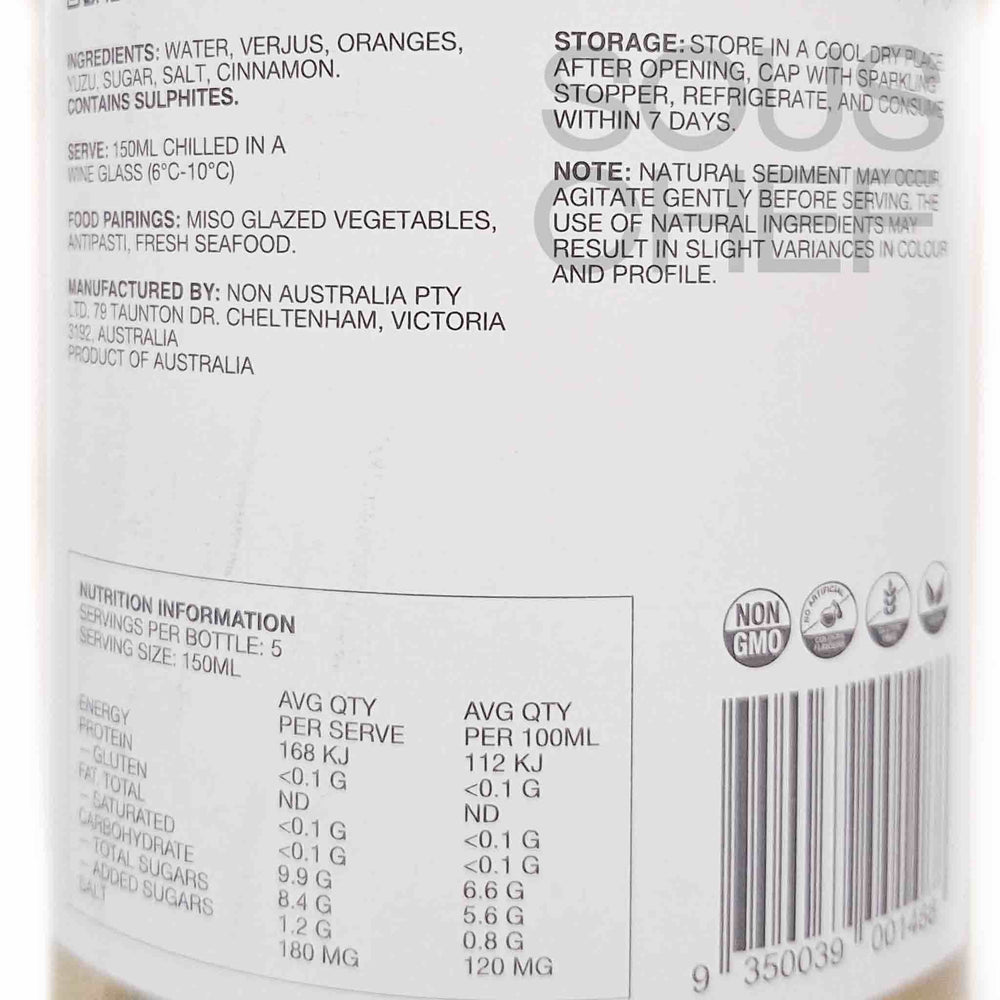 INGREDIENTS: WATER, VERJUS, ORANGES,
YUZU, SUGAR, SALT, CINNAMON.
CONTAINS SULPHITES.
SERVE: 150ML CHILLED IN A
WINE GLASS (6°C-10°C)
FOOD PAIRINGS: MISO GLAZED VEGETABLES,
ANTIPASTI, FRESH SEAFOOD.
MANUFACTURED BY: NON AUSTRALIA PTY
LTD. 79 TAUNTON DR. CHELTENHAM, VICTORIA
3192, AUSTRALIA
PRODUCT OF AUSTRALIA
STORAGE: STORE IN A COOL DRY PLACE
AFTER OPENING, CAP WITH SPARKLING
STOPPER, REFRIGERATE, AND CONSUME
WITHIN 7 DAYS.
NOTE: NATURAL SEDIMENT MAY OCCUR
AGITATE GENTLY BEFORE SERVING. THE
USE OF NATURAL INGREDIENTS MAY
RESULT IN SLIGHT VARIANCES IN COLOUR
AND PROFILE.
SOUS
CHEF
NUTRITION INFORMATION
SERVINGS PER BOTTLE: 5
SERVING SIZE: 150ML
AVG QTY PER SERVE AVG QTY PER 100ML
ENERGY 168 KJ 112 KJ
PROTEIN <0.1 G <0.1 G
– GLUTEN ND ND
FAT, TOTAL <0.1 G <0.1 G
– SATURATED <0.1 G <0.1 G
CARBOHYDRATE 9.9 G 6.6 G
– TOTAL SUGARS 8.4 G 5.6 G
– ADDED SUGARS 1.2 G 0.8 G
SALT 180 MG 120 MG
NON
GMO
NO ARTIFICIAL
COLOURS
FLAVOURS
9 350039 001488